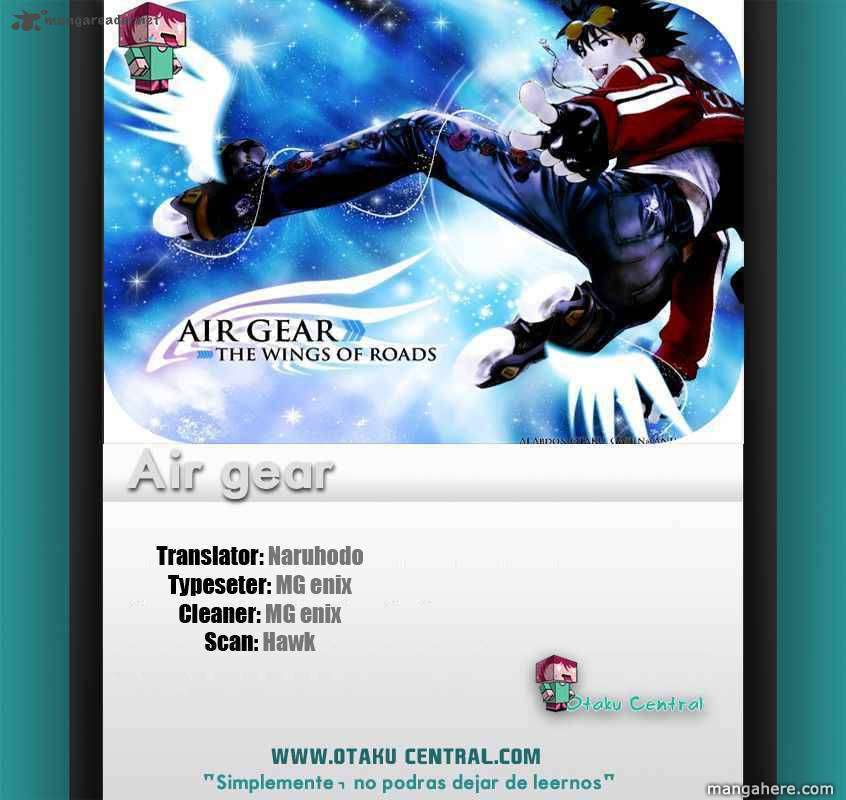 mangareader.net
AIR GEAR
THE WINGS OF ROADS
Air gear
Translator: Naruhodo
Typeseter: MG enix
Cleaner: MG enix
Scan: Hawk
Otaku Central
WWW.OTAKU CENTRAL.COM
"Simplemente, no podras dejar de leernos"
mangahere.com